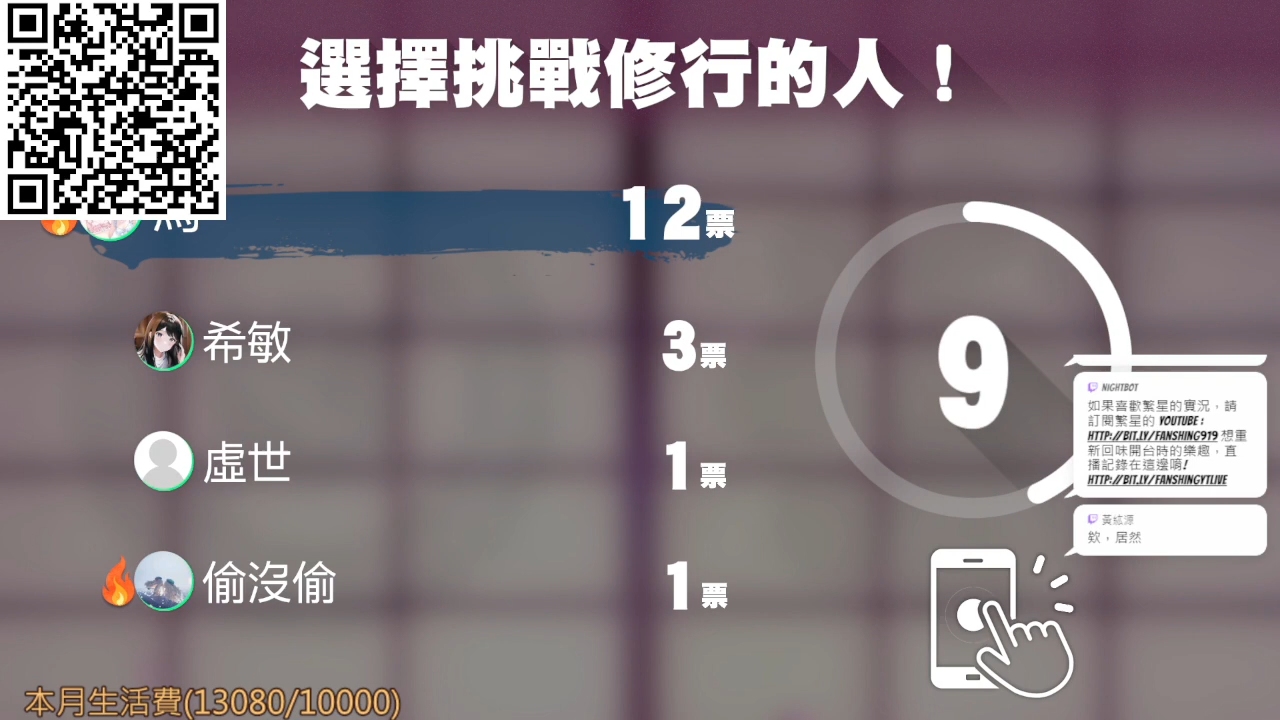 選擇挑戰修行的人！
12票
希敏
3票
虛世
1票
偷沒偷
1票
9
NIGHTBOT
如果喜歡繁星的實況，請
訂閱繁星的 YOUTUBE：
HTTP://BIT.LY/FANSHING919 想重
新回味開台時的樂趣，直
播記錄在這邊唷!
HTTP://BIT.LY/FANSHINGYTLIVE
黃紘源
欸，居然
本月生活費(13080/10000)